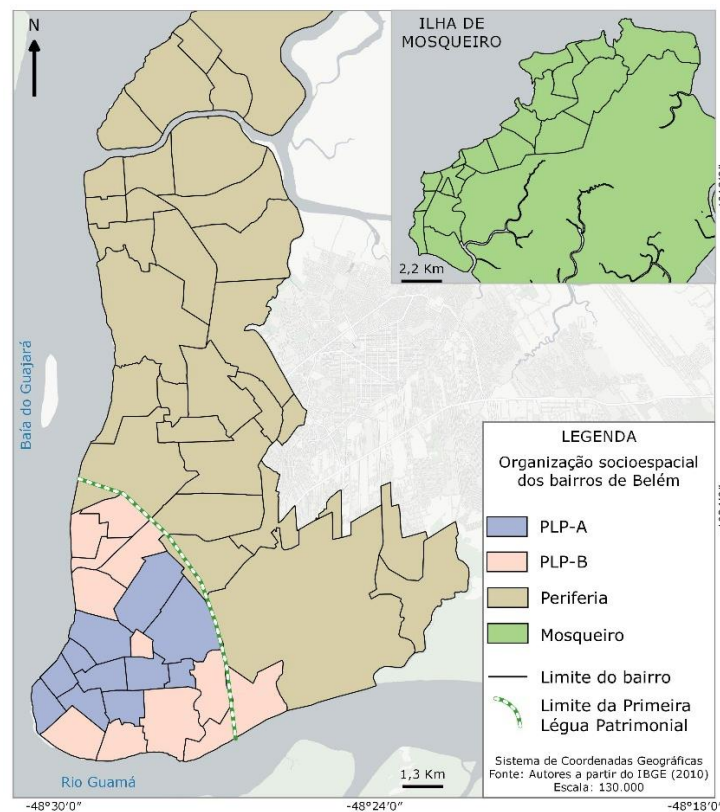 N
ILHA DE
MOSQUEIRO
2,2 Km
Baía do Guajará
LEGENDA
Organização socioespacial
dos bairros de Belém
PLP-A
PLP-B
Periferia
Mosqueiro
Limite do bairro
Limite da Primeira
Légua Patrimonial
Sistema de Coordenadas Geográficas
Fonte: Autores a partir do IBGE (2010)
Escala: 130.000
1,3 Km
Rio Guamá
-48°30'0"
-48°24'0"
-48°18'0"